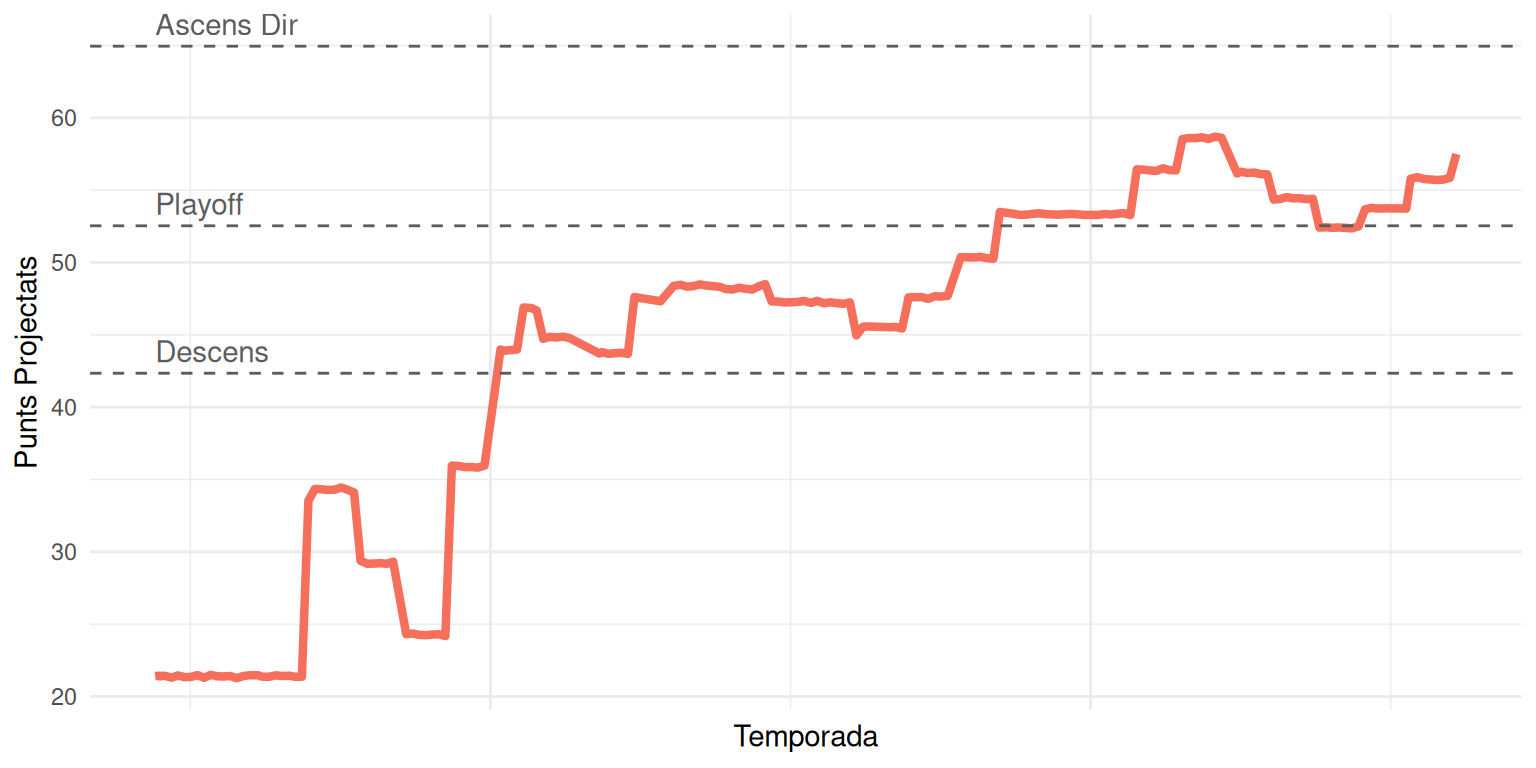 Ascens Dir
60
Playoff
50
Descens
40
30
20
Punts Projectats
Temporada